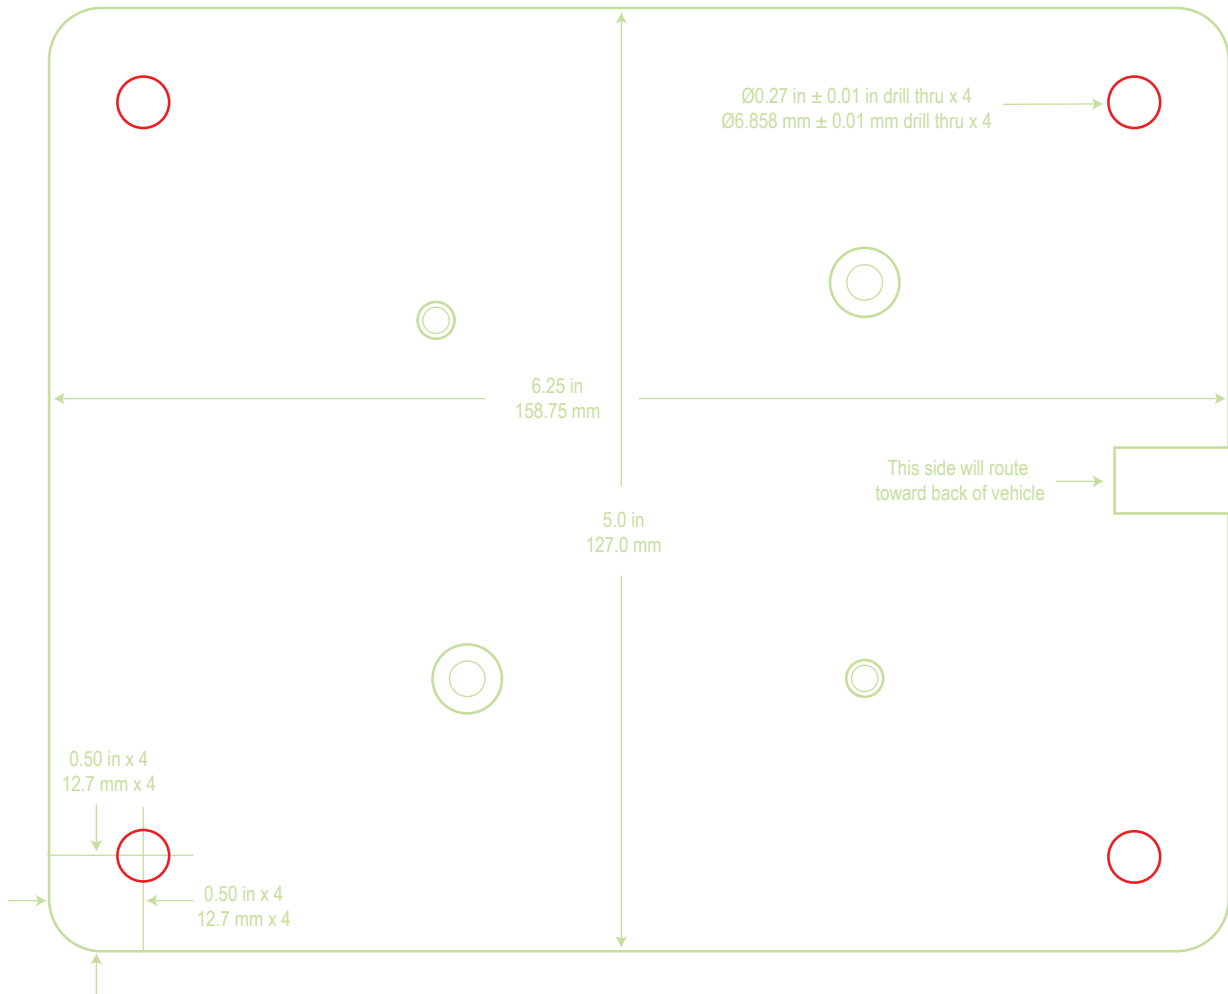 Ø0.27 in ± 0.01 in drill thru x 4
Ø6.858 mm ± 0.01 mm drill thru x 4
6.25 in
158.75 mm
This side will route
toward back of vehicle
5.0 in
127.0 mm
0.50 in x 4
12.7 mm x 4
0.50 in x 4
12.7 mm x 4